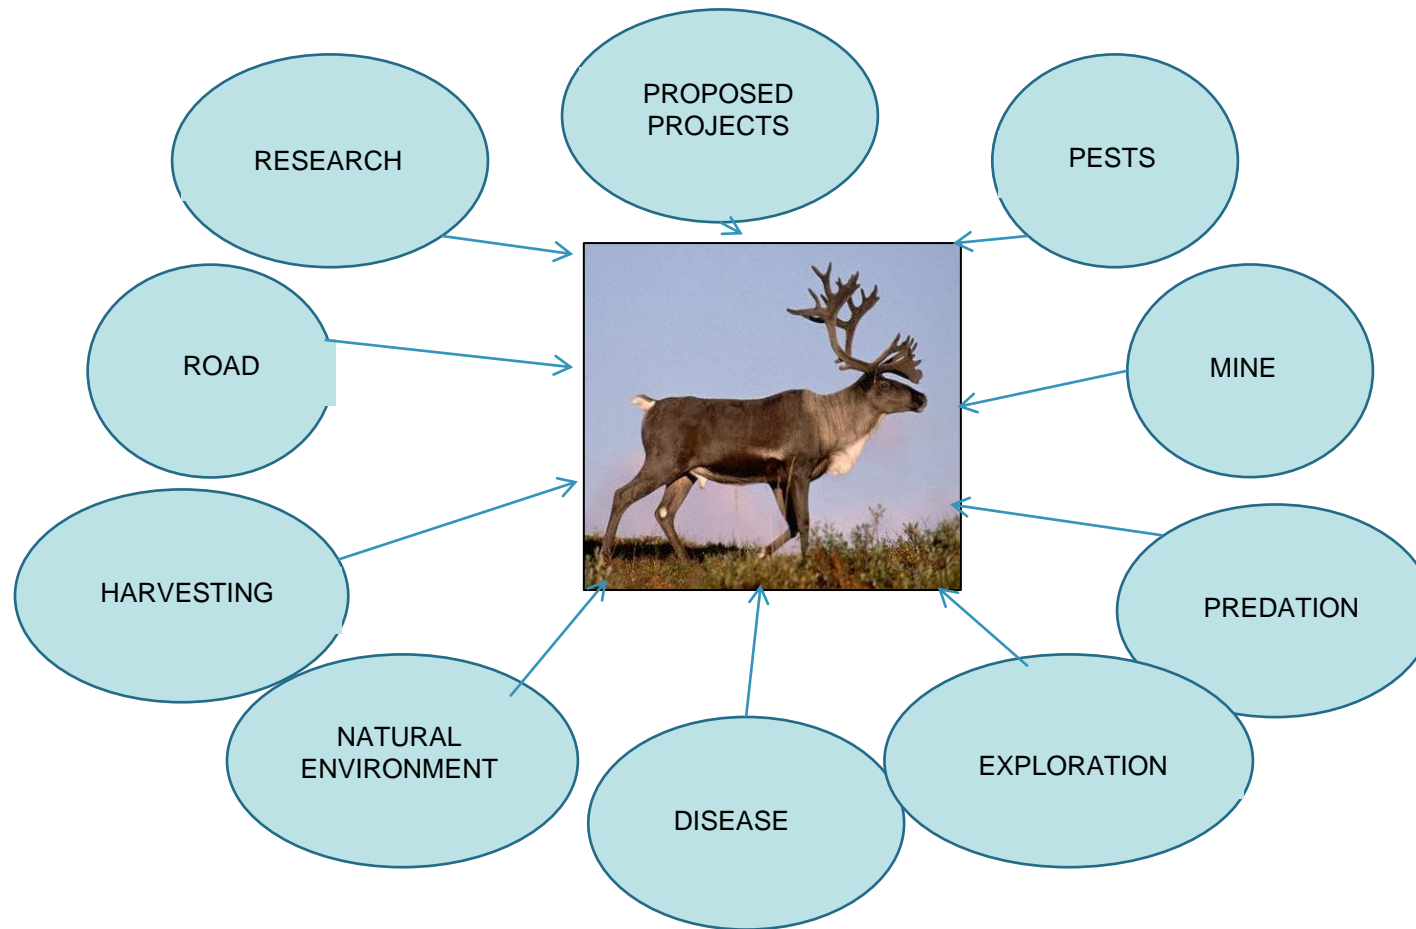 PROPOSED
PROJECTS
RESEARCH
PESTS
ROAD
MINE
HARVESTING
PREDATION
NATURAL
ENVIRONMENT
EXPLORATION
DISEASE